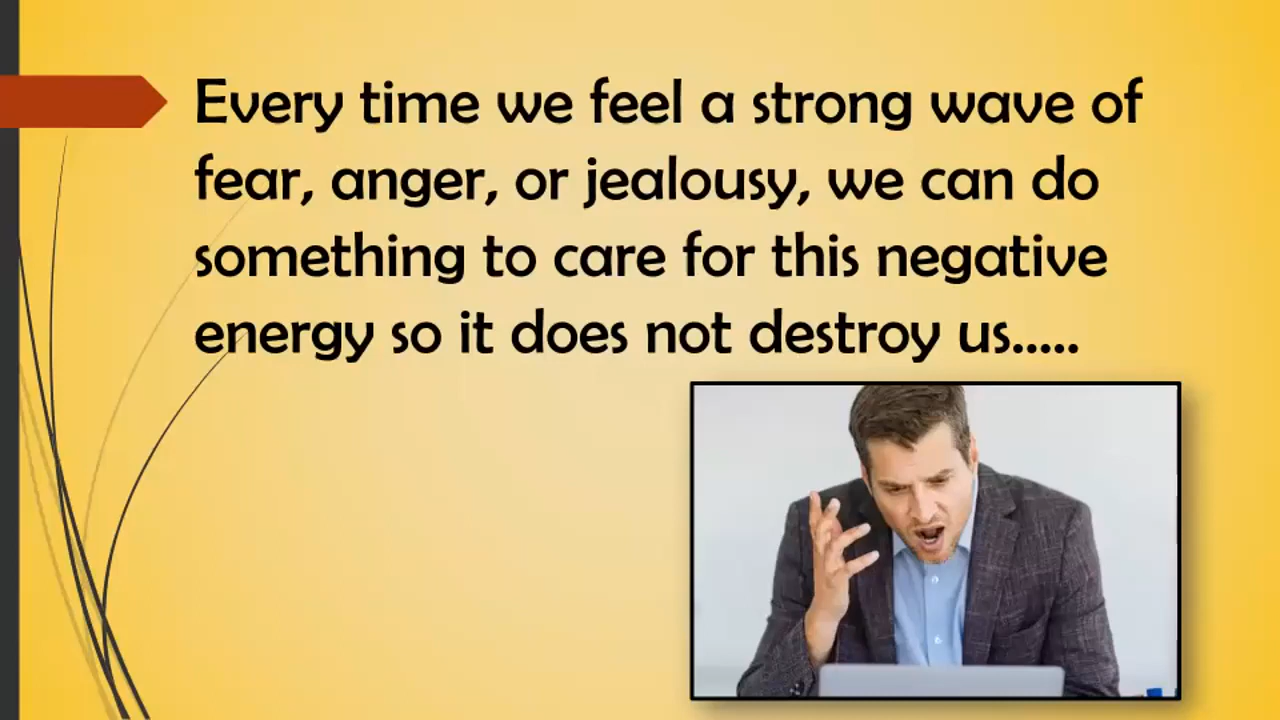 Every time we feel a strong wave of
fear, anger, or jealousy, we can do
something to care for this negative
energy so it does not destroy us.....